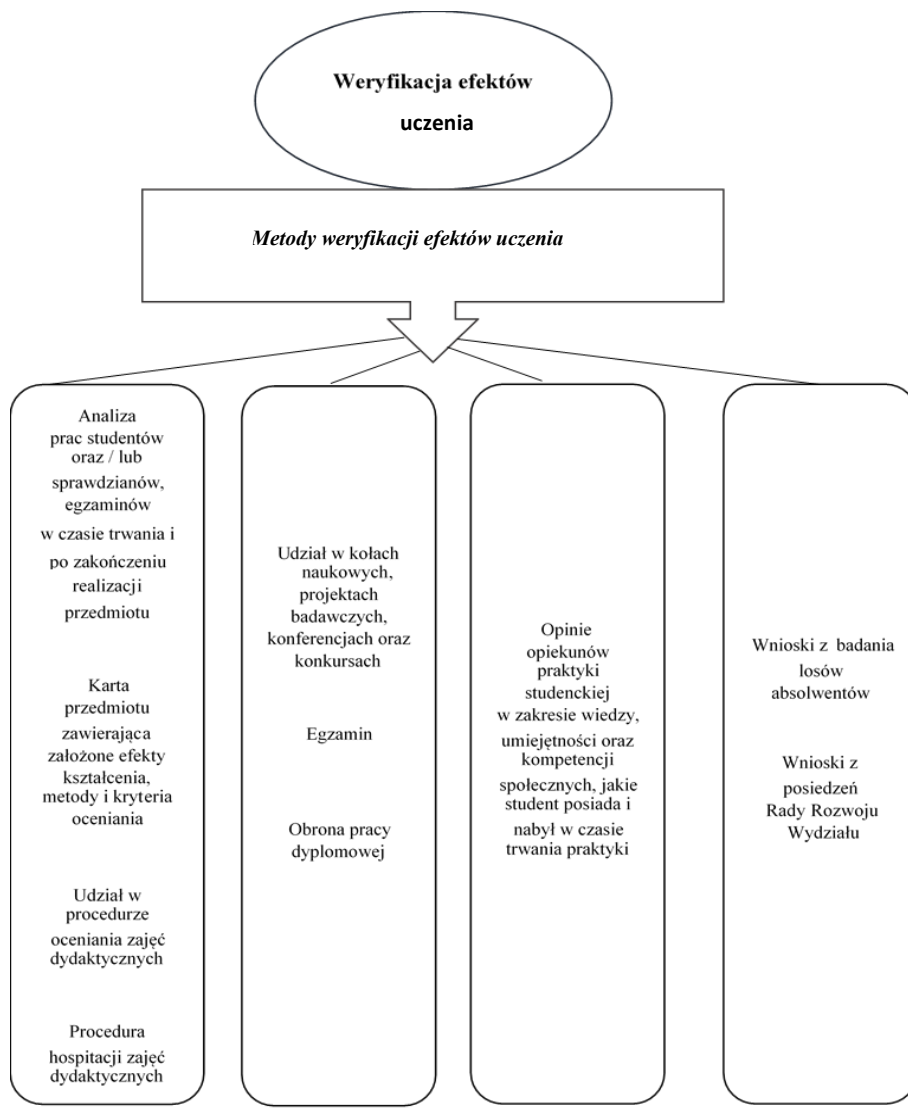 Weryfikacja efektów
uczenia
Metody weryfikacji efektów uczenia
Analiza
prac studentów
oraz / lub
sprawdzianów,
egzaminów
w czasie trwania i
po zakończeniu
realizacji
przedmiotu
Karta
przedmiotu
zawierająca
założone efekty
kształcenia,
metody i kryteria
oceniania
Udział w
procedurze
oceniania zajęć
dydaktycznych
Procedura
hospitacji zajęć
dydaktycznych
Udział w kołach
naukowych,
projektach
badawczych,
konferencjach oraz
konkursach
Egzamin
Obrona pracy
dyplomowej
Opinie
opiekunów
praktyki
studenckiej
w zakresie wiedzy,
umiejętności oraz
kompetencji
społecznych, jakie
student posiada i
nabył w czasie
trwania praktyki
Wnioski z badania
losów
absolwentów
Wnioski z
posiedzeń
Rady Rozwoju
Wydziału